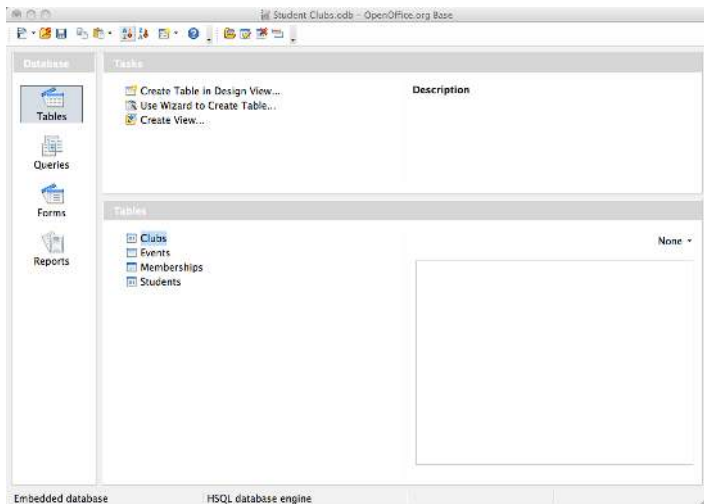 Student Clubs.odb - OpenOffice.org Base
Database
Tasks
Tables
Queries
Forms
Reports
Create Table in Design View...
Use Wizard to Create Table...
Create View...
Description
Tables
Clubs
Events
Memberships
Students
None
Embedded database
HSQL database engine